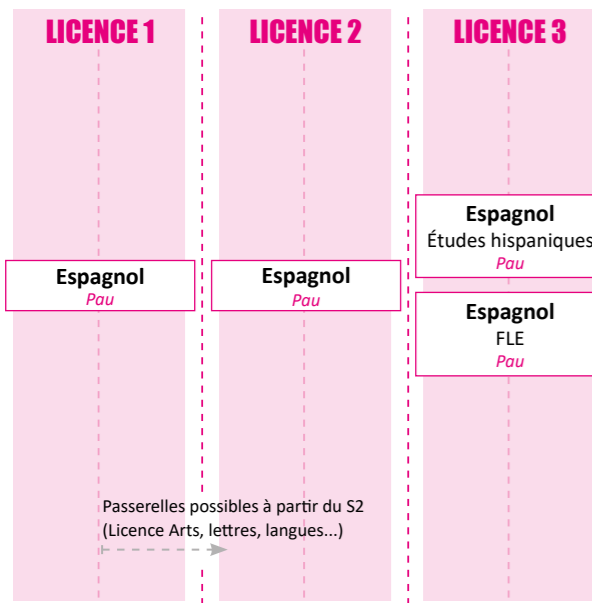 LICENCE 1
LICENCE 2
LICENCE 3
Espagnol
Pau
Espagnol
Pau
Espagnol
Études hispaniques
Pau
Espagnol
FLE
Pau
Passerelles possibles à partir du S2
(Licence Arts, lettres, langues...)